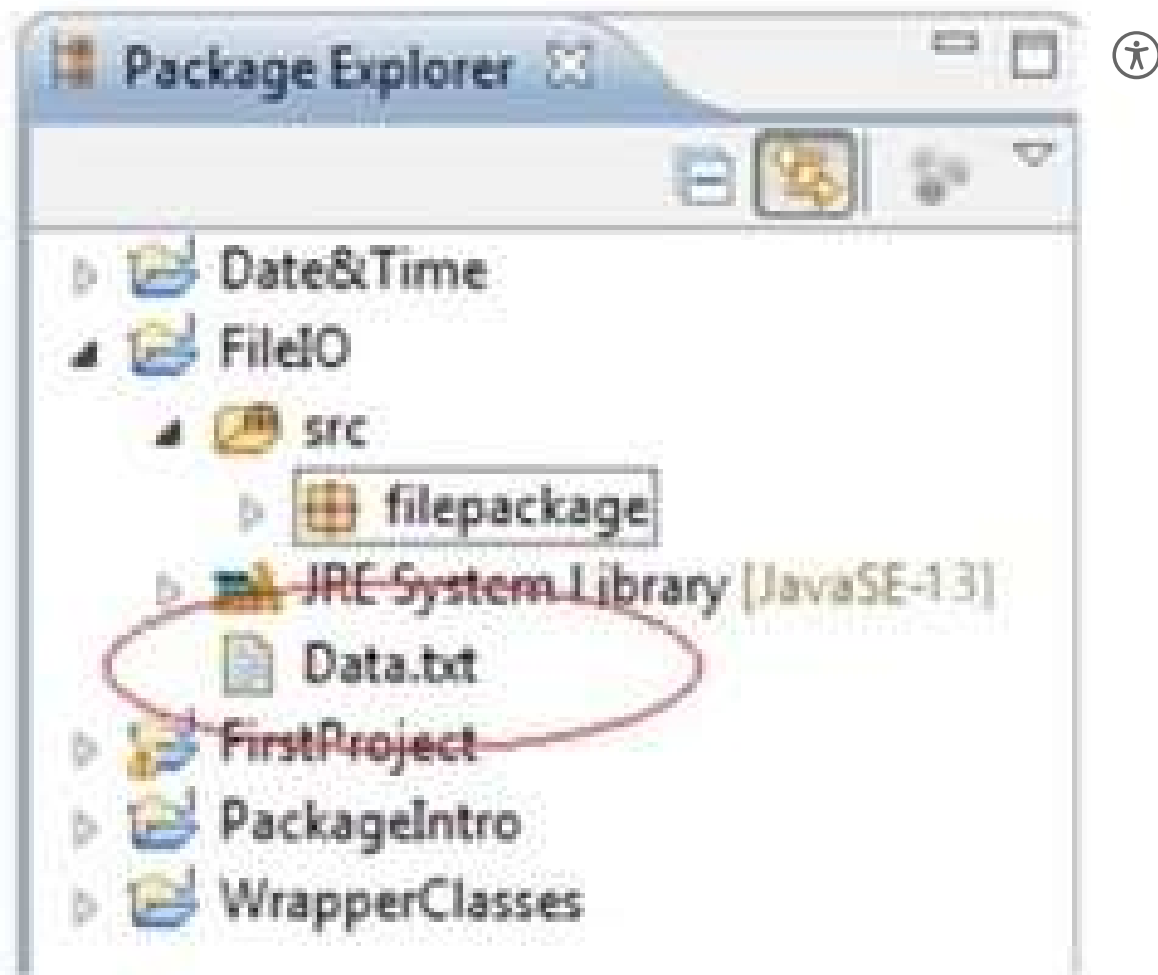 Package Explorer
Date&Time
FileIO
src
filepackage
JRE System Library [JavaSE-13]
Data.txt
FirstProject
PackageIntro
WrapperClasses